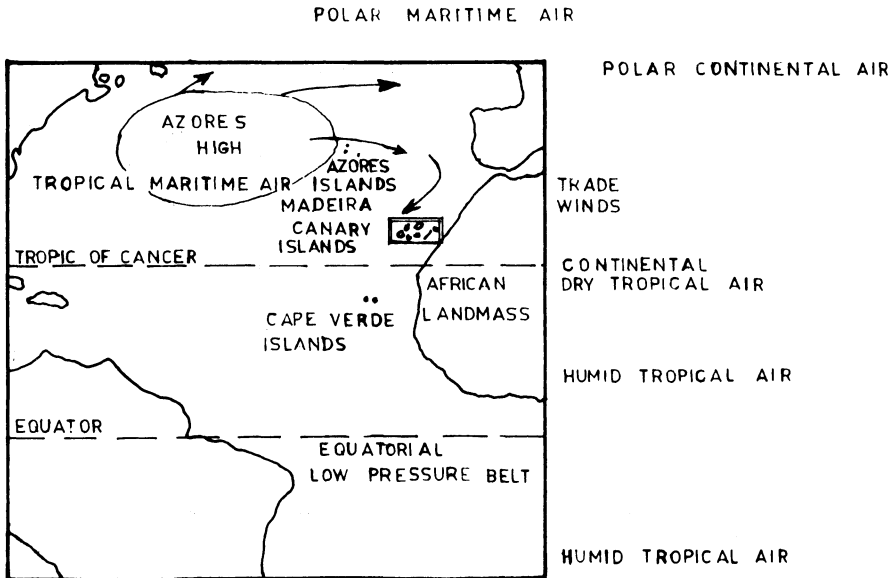 POLAR MARITIME AIR
POLAR CONTINENTAL AIR
AZORES
HIGH
AZORES
TROPICAL MARITIME AIR ISLANDS
MADEIRA
CANARY
ISLANDS
TRADE
WINDS
TROPIC OF CANCER
CONTINENTAL
DRY TROPICAL AIR
AFRICAN
LANDMASS
CAPE VERDE
ISLANDS
HUMID TROPICAL AIR
EQUATOR
EQUATORIAL
LOW PRESSURE BELT
HUMID TROPICAL AIR